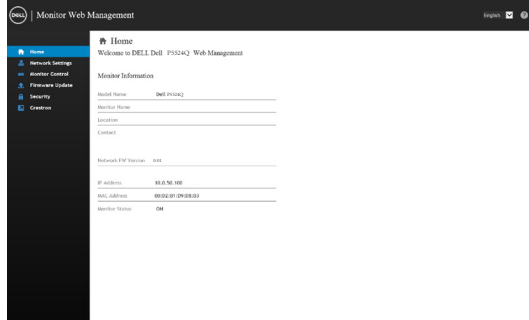 DELL | Monitor Web Management
English
Home
Network Settings
Monitor Control
Firmware Update
Security
Crestron
Home
Welcome to DELL Dell P5524Q Web Management
Monitor Information
Model Name Dell P5524Q
Monitor Name
Location
Contact
Network FW Version
IP Address 10.0.50.100
MAC Address
Monitor Status ON